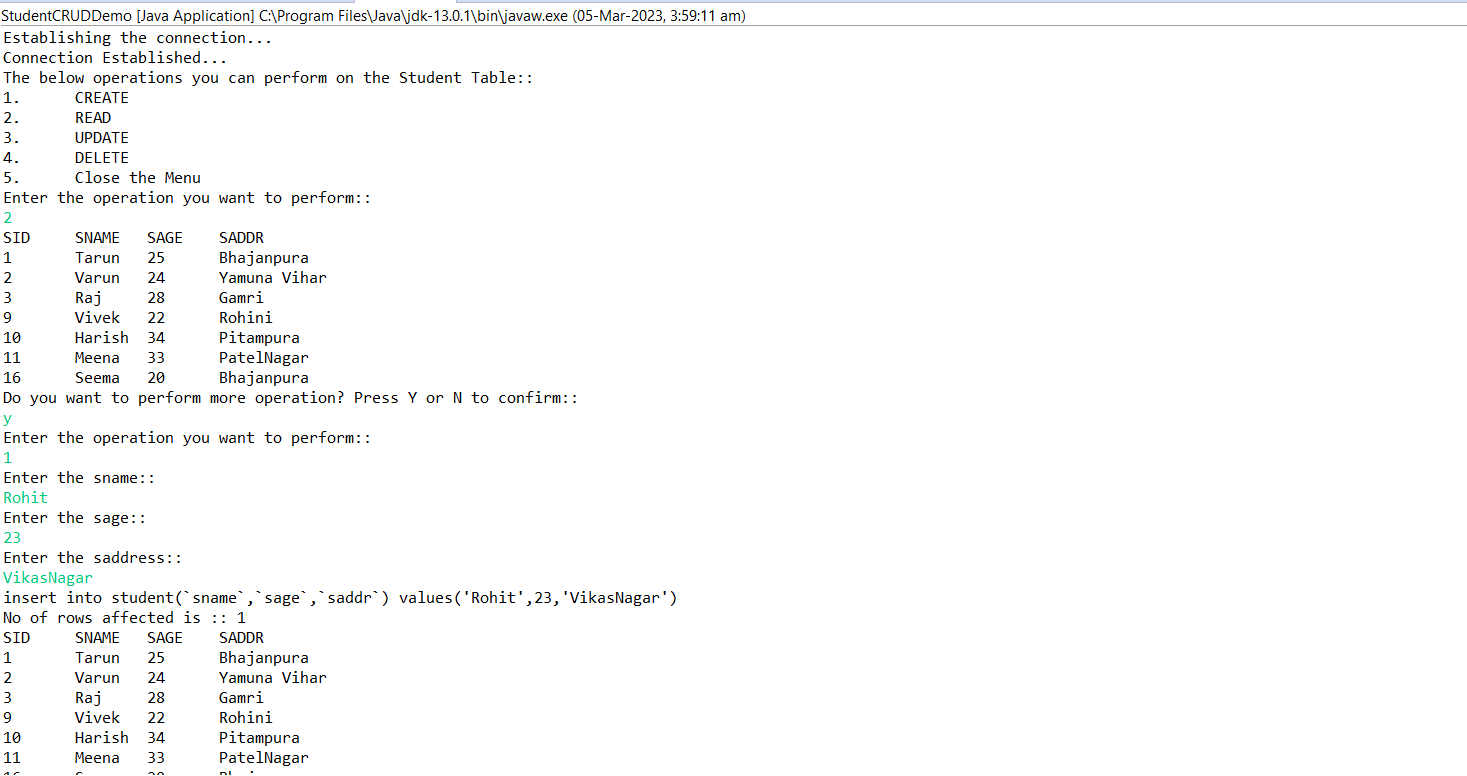 StudentCRUDDemo [Java Application] C:\Program Files\Java\jdk-13.0.1\bin\javaw.exe (05-Mar-2023, 3:59:11 am)
Establishing the connection...
Connection Established...
The below operations you can perform on the Student Table::
1. CREATE
2. READ
3. UPDATE
4. DELETE
5. Close the Menu
Enter the operation you want to perform::
2
SID SNAME SAGE SADDR
1 Tarun 25 Bhajanpura
2 Varun 24 Yamuna Vihar
3 Raj 28 Gamri
9 Vivek 22 Rohini
10 Harish 34 Pitampura
11 Meena 33 PatelNagar
16 Seema 20 Bhajanpura
Do you want to perform more operation? Press Y or N to confirm::
y
Enter the operation you want to perform::
1
Enter the sname::
Rohit
Enter the sage::
23
Enter the saddress::
VikasNagar
insert into student(`sname`,`sage`,`saddr`) values('Rohit',23,'VikasNagar')
No of rows affected is :: 1
SID SNAME SAGE SADDR
1 Tarun 25 Bhajanpura
2 Varun 24 Yamuna Vihar
3 Raj 28 Gamri
9 Vivek 22 Rohini
10 Harish 34 Pitampura
11 Meena 33 PatelNagar